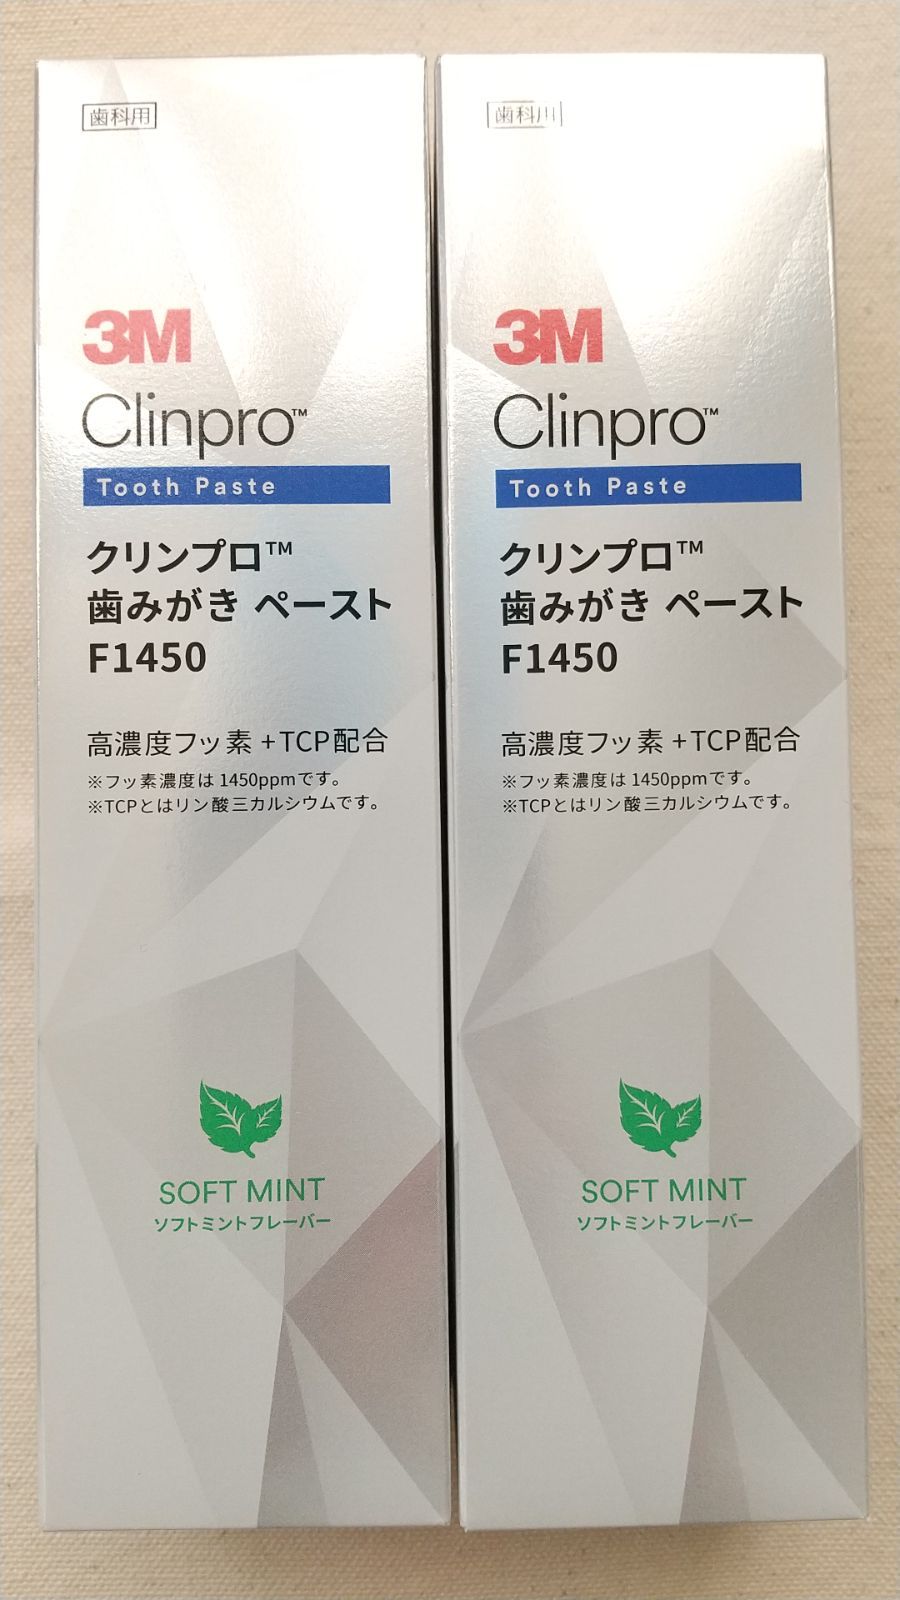 歯科用
3M
Clinpro™
Tooth Paste
クリンプロ™
歯みがき ペースト
F1450
高濃度フッ素 +TCP配合
※フッ素濃度は 1450ppmです。
※TCPとはリン酸三カルシウムです。
SOFT MINT
ソフトミントフレーバー
歯科用
3M
Clinpro™
Tooth Paste
クリンプロ™
歯みがき ペースト
F1450
高濃度フッ素 +TCP配合
※フッ素濃度は 1450ppmです。
※TCPとはリン酸三カルシウムです。
SOFT MINT
ソフトミントフレーバー